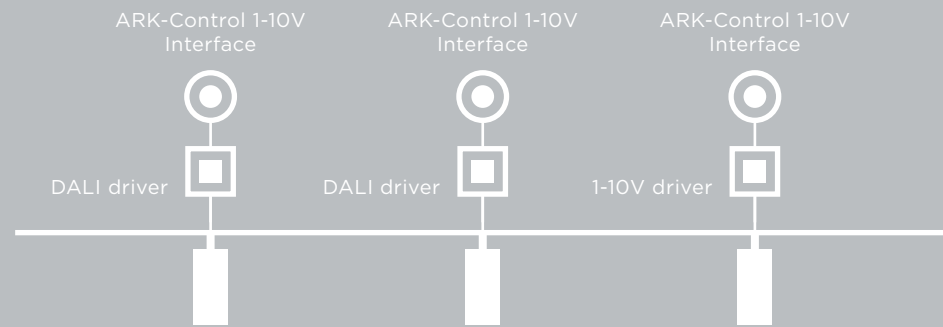 ARK-Control 1-10V
Interface
ARK-Control 1-10V
Interface
ARK-Control 1-10V
Interface
DALI driver
DALI driver
1-10V driver